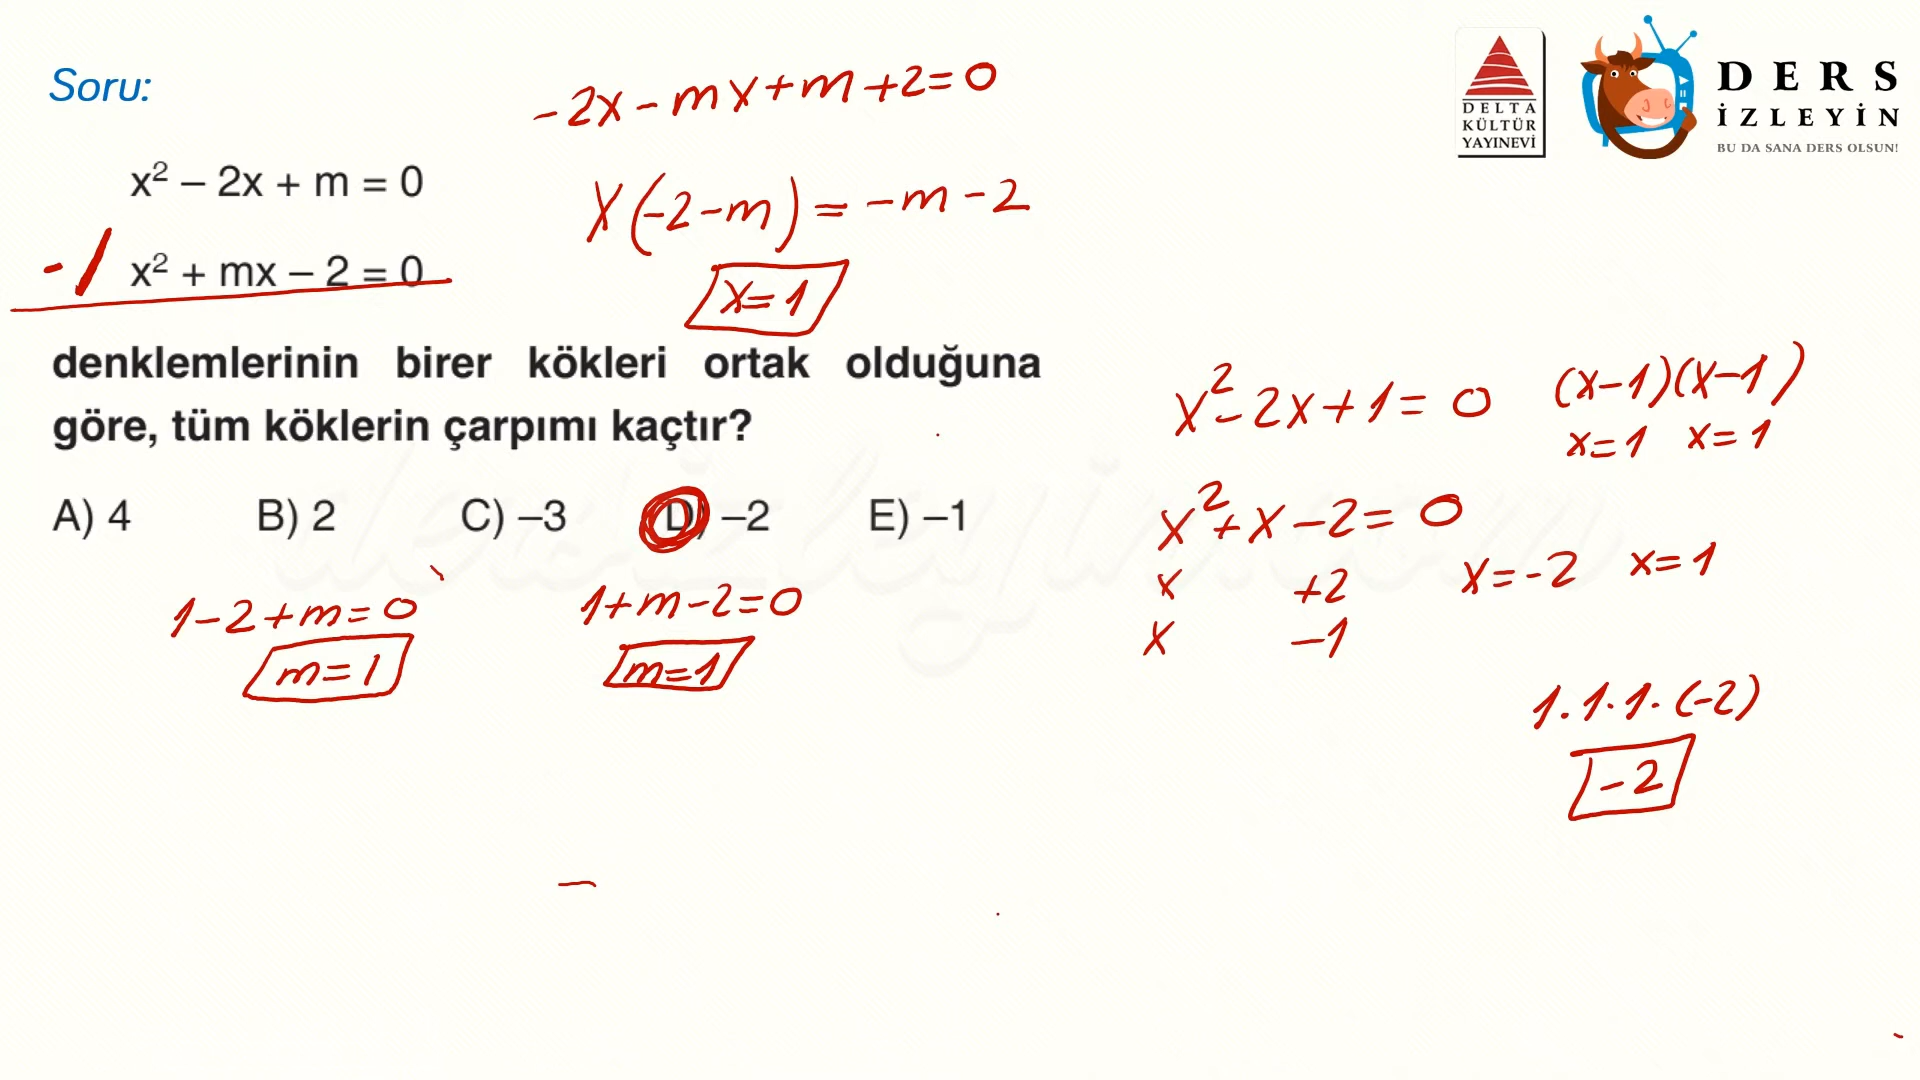 Soru:
x² – 2x + m = 0
-/ x² + mx – 2 = 0
-2x-mx+m+2=0
x(-2-m)=-m-2
x=1
denklemlerinin birer kökleri ortak olduğuna
göre, tüm köklerin çarpımı kaçtır?
A) 4 B) 2 C) –3 D) –2 E) –1
1-2+m=0
m=1
1+m-2=0
m=1
x²-2x+1=0 (x-1)(x-1)
x=1 x=1
x²+x-2=0
x +2 x=-2 x=1
x -1
1.1.1.(-2)
-2
DELTA
KÜLTÜR
YAYINEVİ
DERS
İZLEYİN
BU DA SANA DERS OLSUN!
dersizleyin.com